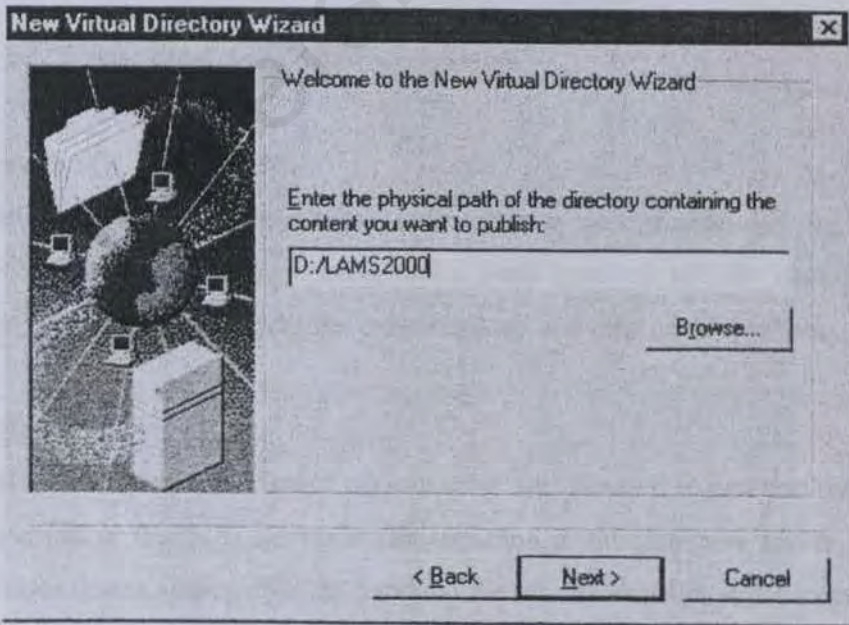 New Virtual Directory Wizard
Welcome to the New Virtual Directory Wizard
Enter the physical path of the directory containing the
content you want to publish:
D:/LAMS2000
Browse...
< Back
Next >
Cancel